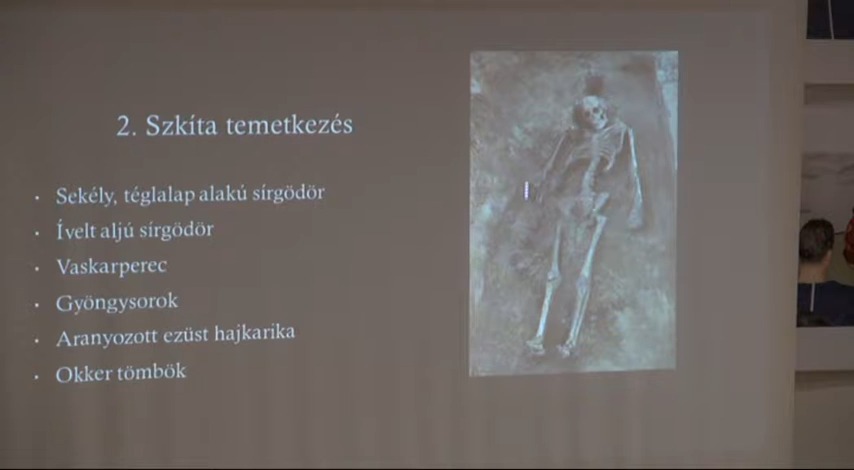 2. Szkíta temetkezés
· Sekély, téglalap alakú sírgödör
· Ívelt aljú sírgödör
· Vaskarperec
· Gyöngysorok
· Aranyozott ezüst hajkarika
· Okker tömbök